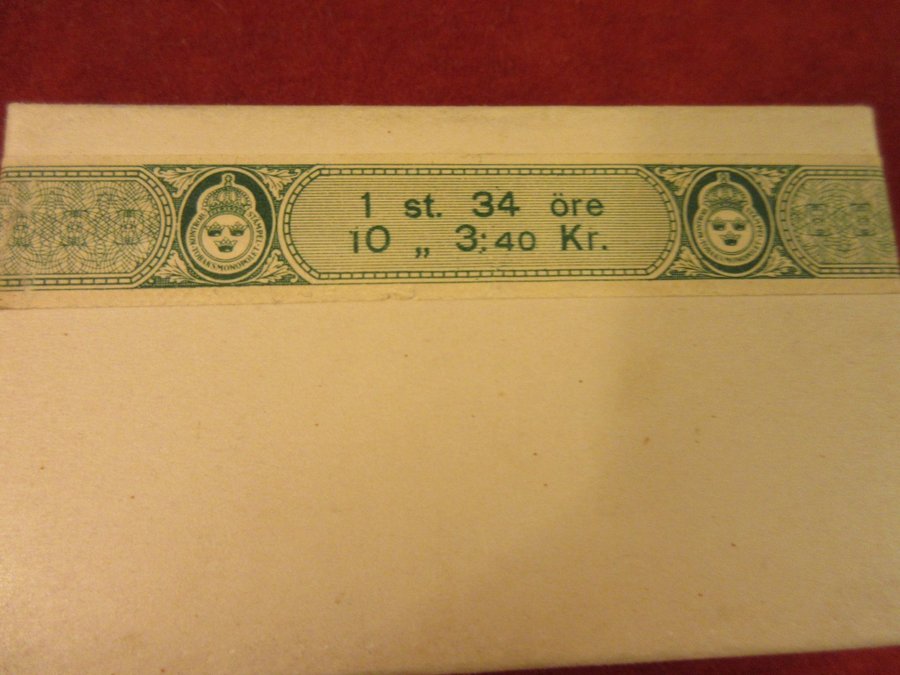 1 st. 34 öre
10 „ 3:40 Kr.